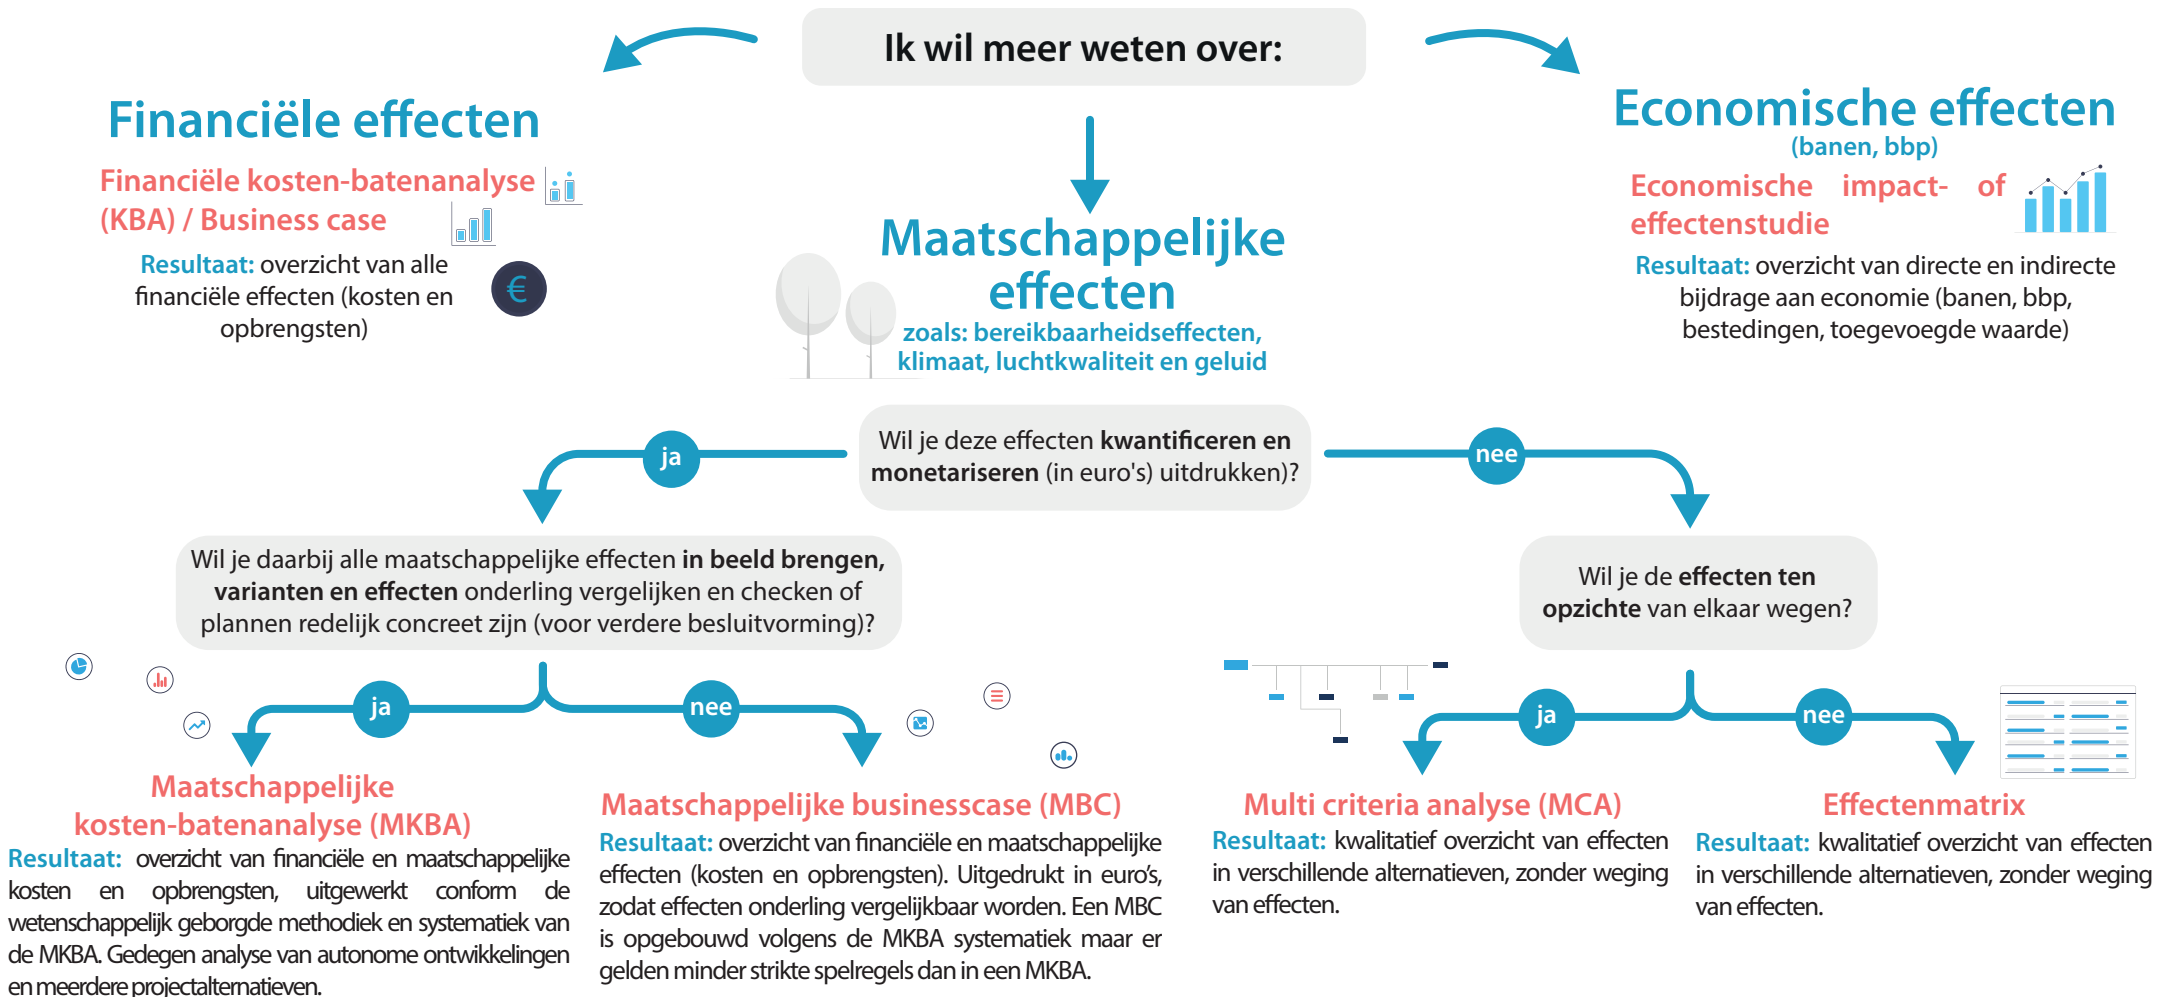 Ik wil meer weten over:
Financiële effecten
Financiële kosten-batenanalyse
(KBA) / Business case
Resultaat: overzicht van alle
financiële effecten (kosten en
opbrengsten)
€
Maatschappelijke
effecten
zoals: bereikbaarheidseffecten,
klimaat, luchtkwaliteit en geluid
Economische effecten
(banen, bbp)
Economische impact- of
effectenstudie
Resultaat: overzicht van directe en indirecte
bijdrage aan economie (banen, bbp,
bestedingen, toegevoegde waarde)
Wil je deze effecten kwantificeren en
monetariseren (in euro's) uitdrukken)?
ja
nee
Wil je daarbij alle maatschappelijke effecten in beeld brengen,
varianten en effecten onderling vergelijken en checken of
plannen redelijk concreet zijn (voor verdere besluitvorming)?
Wil je de effecten ten
opzichte van elkaar wegen?
ja
nee
ja
nee
Maatschappelijke
kosten-batenanalyse (MKBA)
Resultaat: overzicht van financiële en maatschappelijke
kosten en opbrengsten, uitgewerkt conform de
wetenschappelijk geborgde methodiek en systematiek van
de MKBA. Gedegen analyse van autonome ontwikkelingen
en meerdere projectalternatieven.
Maatschappelijke businesscase (MBC)
Resultaat: overzicht van financiële en maatschappelijke
effecten (kosten en opbrengsten). Uitgedrukt in euro's,
zodat effecten onderling vergelijkbaar worden. Een MBC
is opgebouwd volgens de MKBA systematiek maar er
gelden minder strikte spelregels dan in een MKBA.
Multi criteria analyse (MCA)
Resultaat: kwalitatief overzicht van effecten
in verschillende alternatieven, zonder weging
van effecten.
Effectenmatrix
Resultaat: kwalitatief overzicht van effecten
in verschillende alternatieven, zonder weging
van effecten.